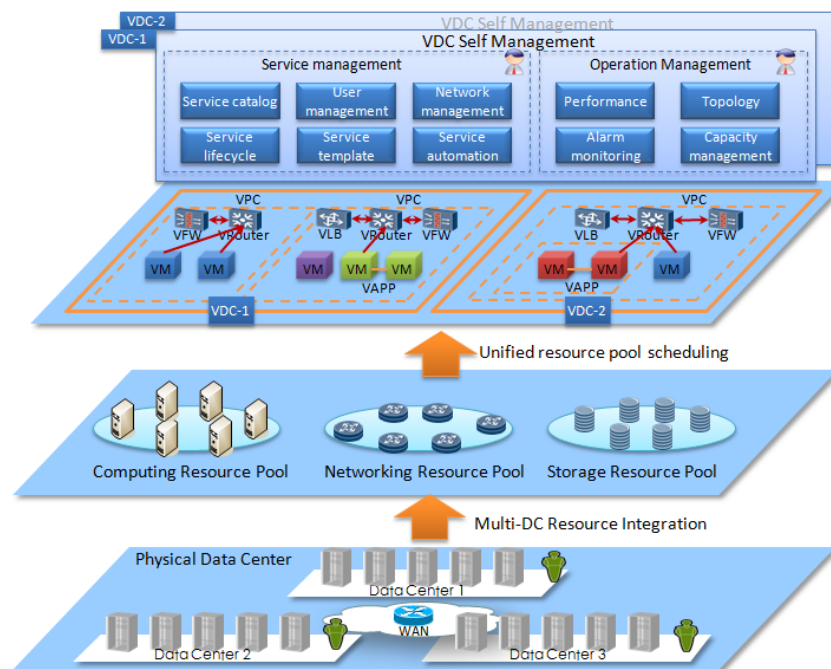 VDC-2
VDC Self Management
VDC-1
VDC Self Management
Service management
Operation Management
Service catalog
User management
Network management
Performance
Topology
Service lifecycle
Service template
Service automation
Alarm monitoring
Capacity management
VPC
VPC
VPC
VFW
VRouter
VLB
VRouter
VFW
VLB
VRouter
VFW
VM
VM
VM
VM
VM
VM
VM
VM
VAPP
VAPP
VDC-1
VDC-2
Unified resource pool scheduling
Computing Resource Pool
Networking Resource Pool
Storage Resource Pool
Multi-DC Resource Integration
Physical Data Center
Data Center 1
WAN
Data Center 2
Data Center 3